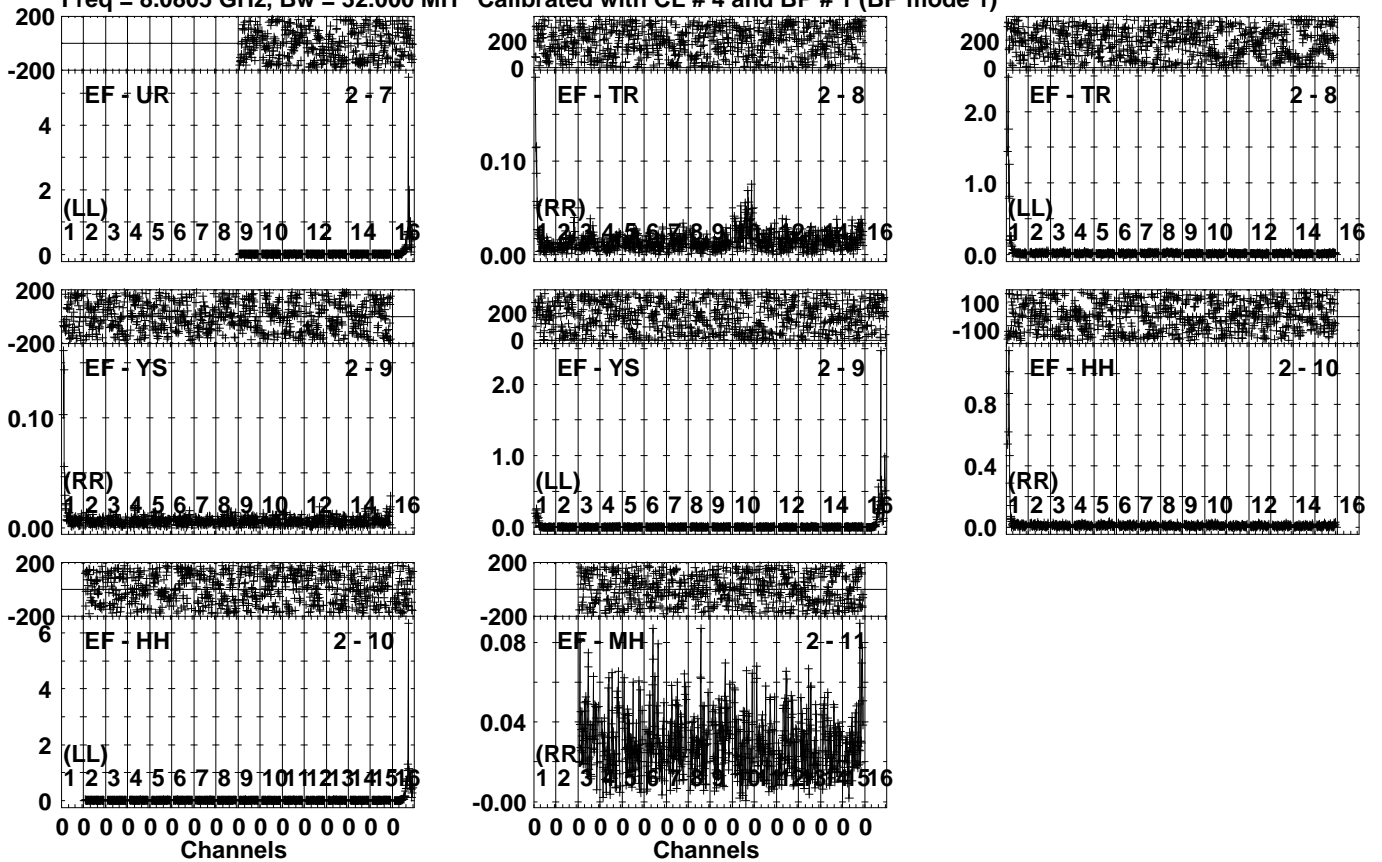 Freq = 8.0805 GHz, Bw = 32.000 MH Calibrated with CL # 4 and BP # 1 (BP mode 1)
200
-200
EF - UR 2 - 7
4
2
0
(LL)
1 2 3 4 5 6 7 8 9 10 12 14 16
200
0
EF - TR 2 - 8
0.10
0.00
(RR)
1 2 3 4 5 6 7 8 9 16
200
0
EF - TR 2 - 8
2.0
1.0
0.0
(LL)
1 2 3 4 5 6 7 8 9 10 12 14 16
200
-200
EF - YS 2 - 9
0.10
0.00
(RR)
1 2 3 4 5 6 7 8 9 10 12 14 16
200
0
EF - YS 2 - 9
2.0
1.0
0.0
(LL)
1 2 3 4 5 6 7 8 9 10 12 14 16
100
-100
EF - HH 2 - 10
0.8
0.4
0.0
(RR)
1 2 3 4 5 6 7 8 9 10 12 14 16
200
-200
EF - HH 2 - 10
6
4
2
0
(LL)
1 2 3 4 5 6 7 8 9 10 11 12 13 14 15 16
0 0 0 0 0 0 0 0 0 0 0 0 0 0 0 0
Channels
200
-200
EF - MH 2 - 11
0.08
0.04
-0.00
(RR)
1 2 3 4 5 6 7 8 9 10 11 12 13 14 15 16
0 0 0 0 0 0 0 0 0 0 0 0 0 0 0 0
Channels